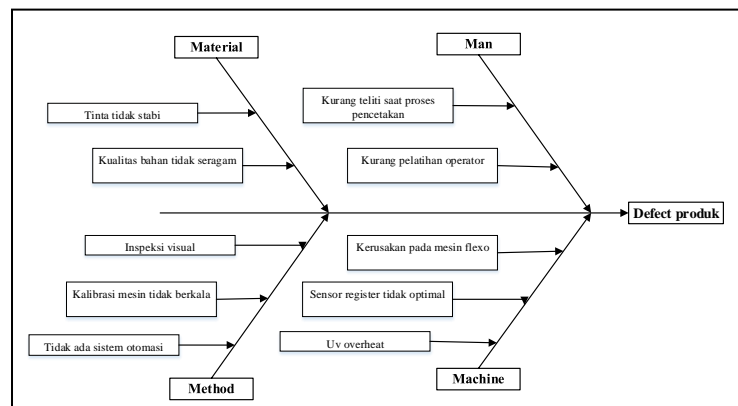 Material
Man
Tinta tidak stabi
Kurang teliti saat proses
pencetakan
Kualitas bahan tidak seragam
Kurang pelatihan operator
Defect produk
Inspeksi visual
Kerusakan pada mesin flexo
Kalibrasi mesin tidak berkala
Sensor register tidak optimal
Tidak ada sistem otomasi
Uv overheat
Method
Machine